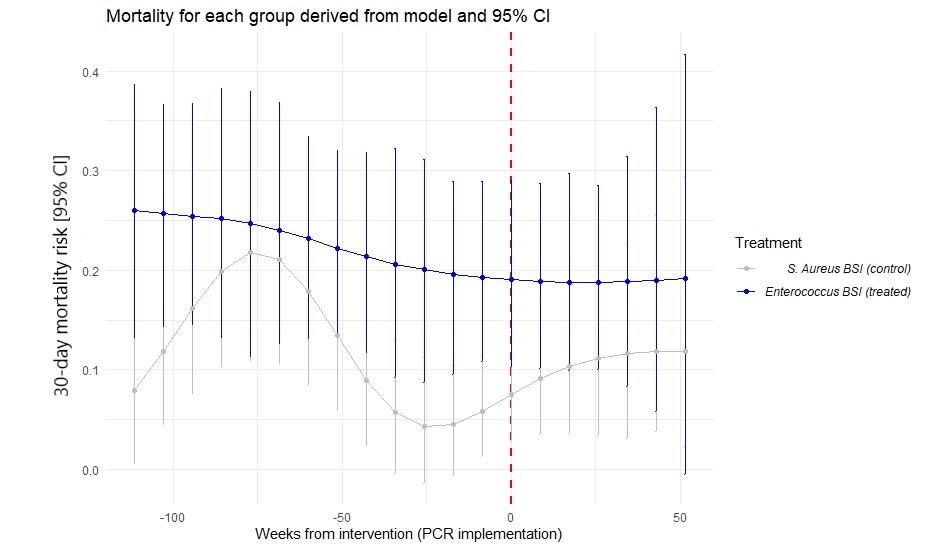 Mortality for each group derived from model and 95% CI
30-day mortality risk [95% CI]
0.4
0.3
0.2
0.1
0.0
-100
-50
0
50
Weeks from intervention (PCR implementation)
Treatment
S. Aureus BSI (control)
Enterococcus BSI (treated)